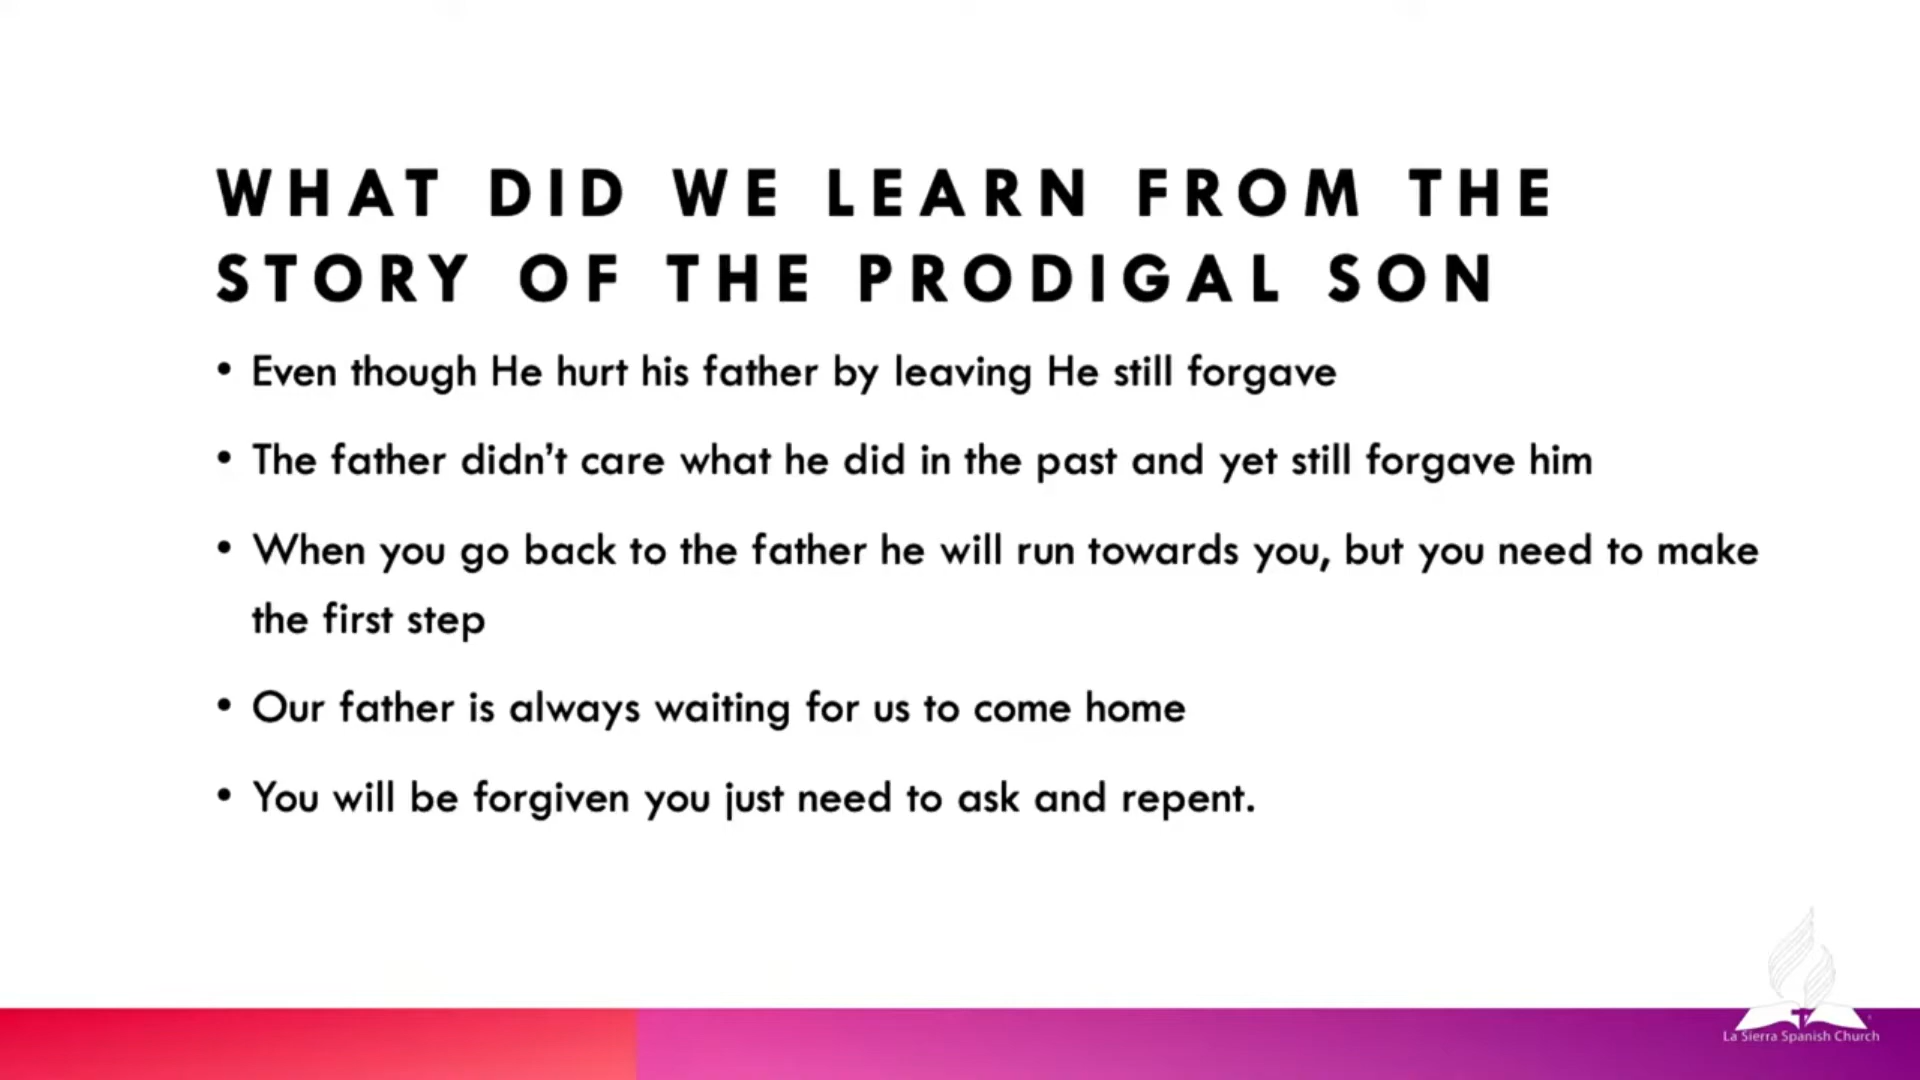 WHAT DID WE LEARN FROM THE
STORY OF THE PRODIGAL SON
• Even though He hurt his father by leaving He still forgave
• The father didn’t care what he did in the past and yet still forgave him
• When you go back to the father he will run towards you, but you need to make
the first step
• Our father is always waiting for us to come home
• You will be forgiven you just need to ask and repent.
La Sierra Spanish Church